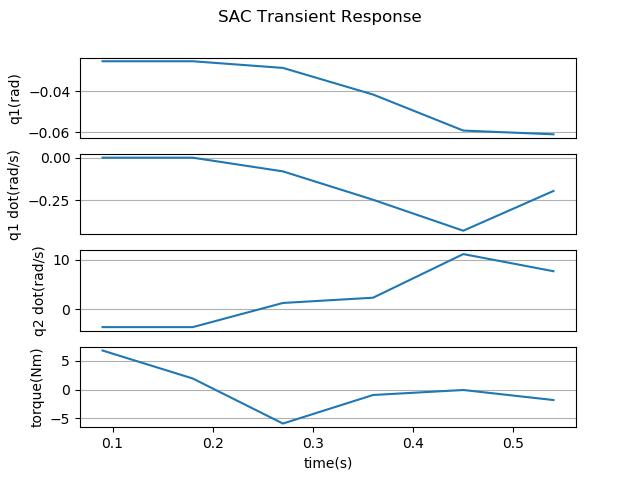 SAC Transient Response
q1(rad)
−0.04
−0.06
q1 dot(rad/s)
0.00
−0.25
q2 dot(rad/s)
10
0
torque(Nm)
5
0
−5
0.1 0.2 0.3 0.4 0.5
time(s)